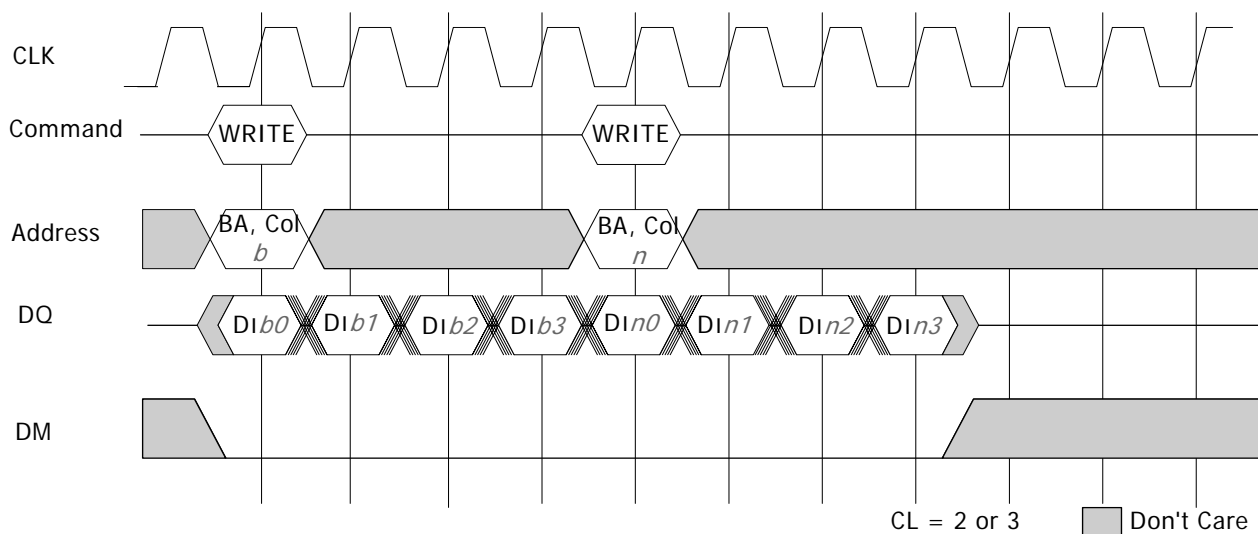 CLK
Command WRITE WRITE
Address BA, Col b BA, Col n
DQ DIb0 DIb1 DIb2 DIb3 DIn0 DIn1 DIn2 DIn3
DM
CL = 2 or 3 Don't Care